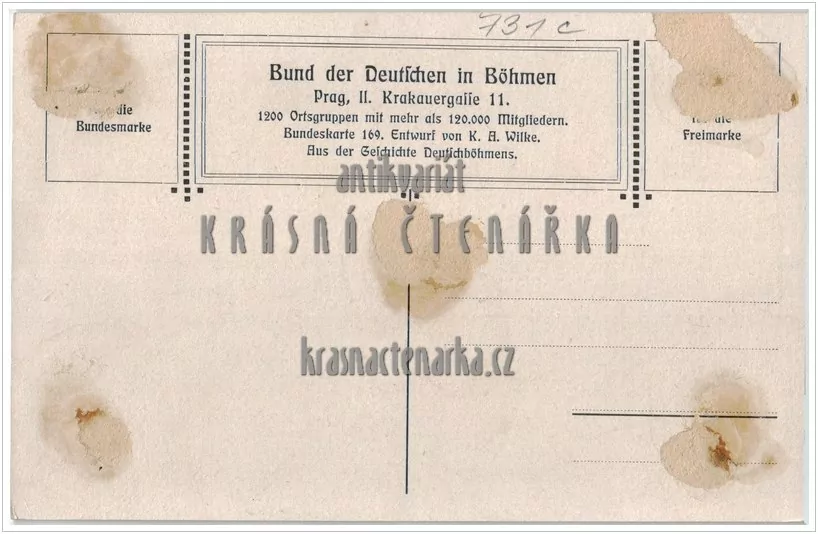 731c
Bund der Deutschen in Böhmen
Prag, II. Krakauergasse 11.
1200 Ortsgruppen mit mehr als 120.000 Mitgliedern.
Bundeskarte 169. Entwurf von K. A. Wilke.
Aus der Geschichte Deutschböhmens.
die
Bundesmarke
die
Freimarke
antikvariát
KRÁSNÁ ČTENÁŘKA
krasnactenarka.cz